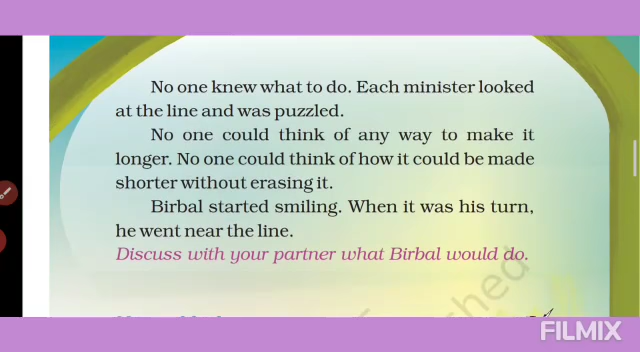 No one knew what to do. Each minister looked
at the line and was puzzled.
No one could think of any way to make it
longer. No one could think of how it could be made
shorter without erasing it.
Birbal started smiling. When it was his turn,
he went near the line.
Discuss with your partner what Birbal would do.
shed
FILMIX